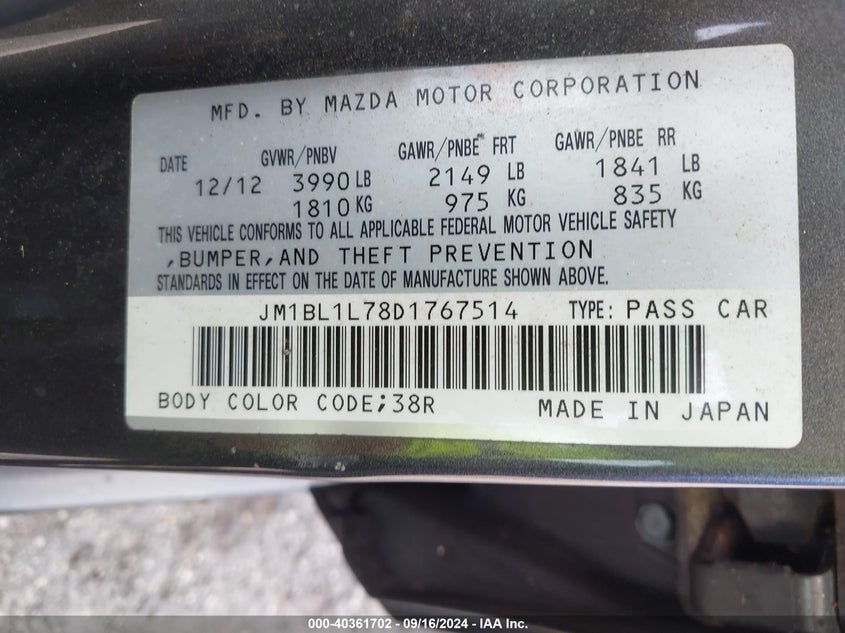 MFD. BY MAZDA MOTOR CORPORATION
DATE GVWR/PNBV GAWR/PNBE FRT GAWR/PNBE RR
12/12 3990 LB 2149 LB 1841 LB
1810 KG 975 KG 835 KG
THIS VEHICLE CONFORMS TO ALL APPLICABLE FEDERAL MOTOR VEHICLE SAFETY
,BUMPER,AND THEFT PREVENTION
STANDARDS IN EFFECT ON THE DATE OF MANUFACTURE SHOWN ABOVE.
JM1BL1L78D1767514 TYPE: PASS CAR
BODY COLOR CODE;38R MADE IN JAPAN
000-40361702 - 09/16/2024 - IAA Inc.